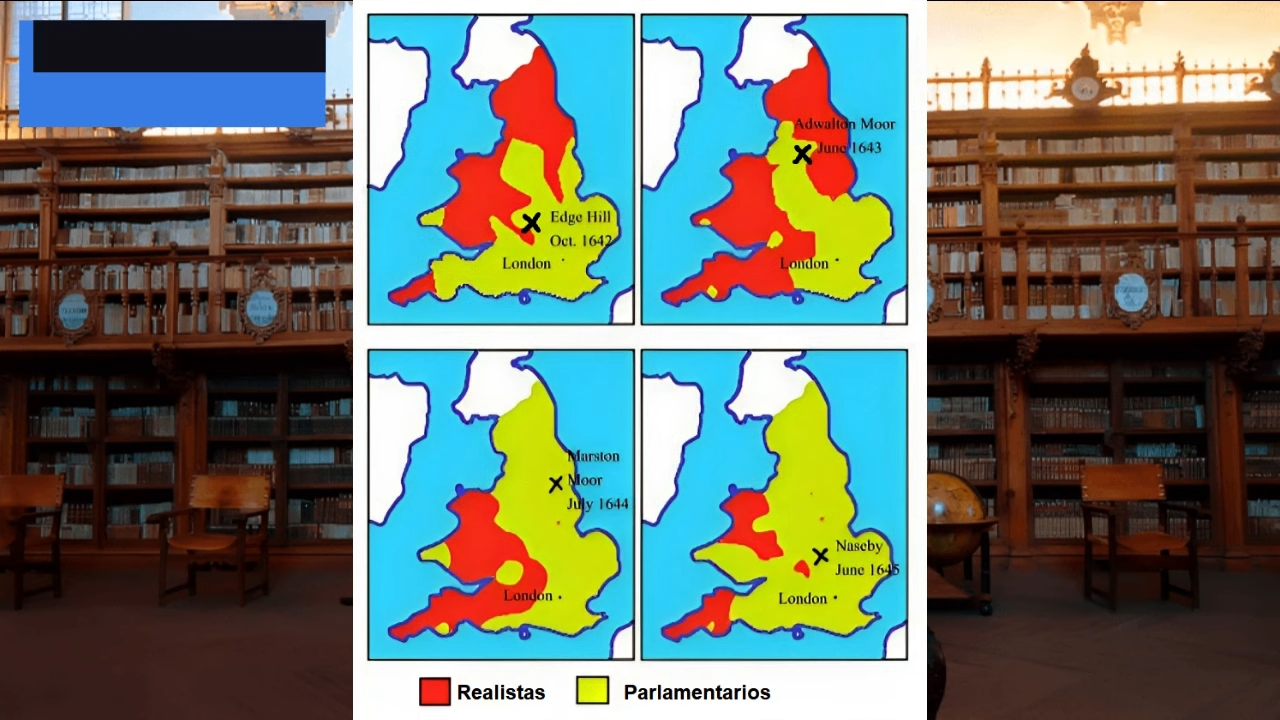 Edge Hill
Oct. 1642
London
Adwalton Moor
June 1643
London
Marston
Moor
July 1644
London
Naseby
June 1645
London
Realistas
Parlamentarios